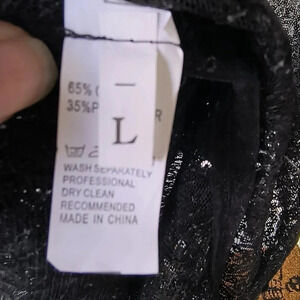 65%
35%P R
L
WASH SEPARATELY
PROFESSIONAL
DRY CLEAN
RECOMMENDED
MADE IN CHINA